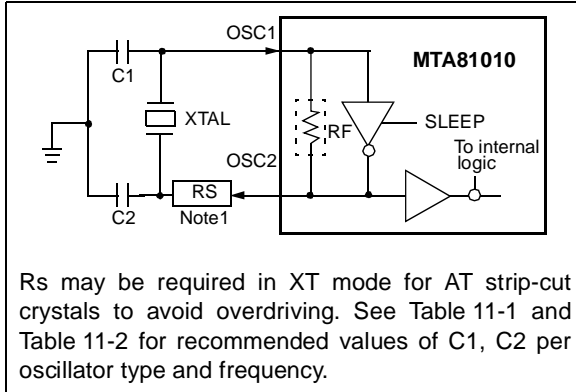 OSC1
MTA81010
C1
XTAL
RF
SLEEP
To internal
logic
OSC2
RS
C2
Note1
Rs may be required in XT mode for AT strip-cut
crystals to avoid overdriving. See Table 11-1 and
Table 11-2 for recommended values of C1, C2 per
oscillator type and frequency.